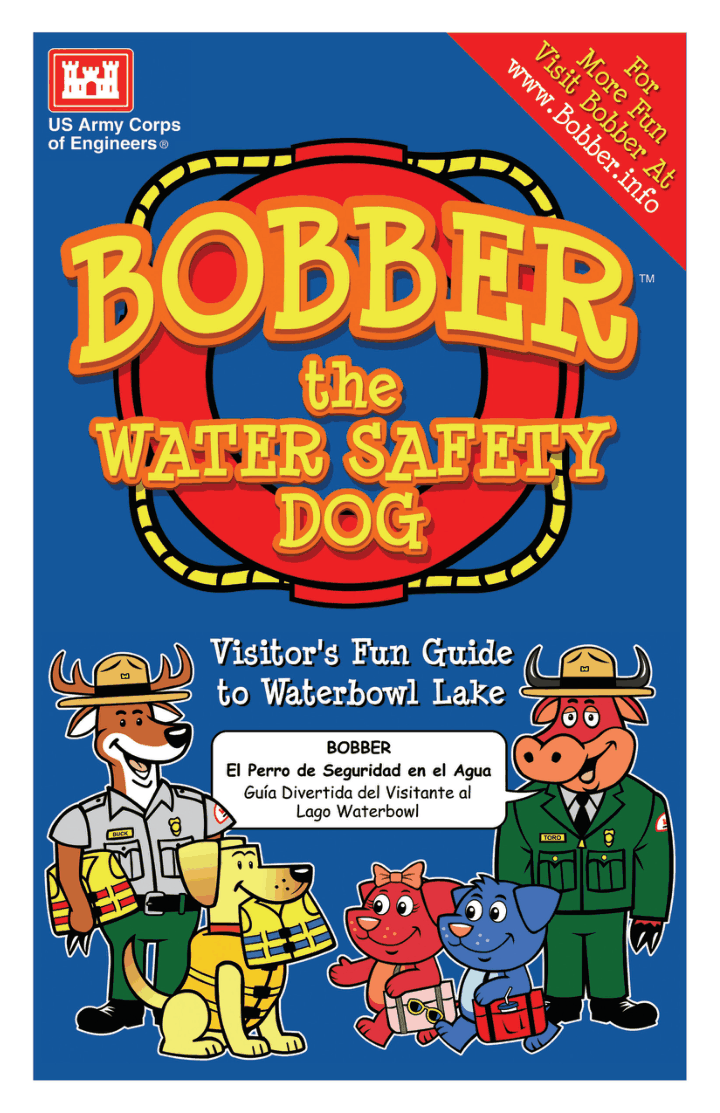 US Army Corps
of Engineers®
For
More Fun
Visit Bobber At
www.Bobber.info
BOBBER™
the
WATER SAFETY
DOG
Visitor's Fun Guide
to Waterbowl Lake
BOBBER
El Perro de Seguridad en el Agua
Guía Divertida del Visitante al
Lago Waterbowl
BUCK
TORO